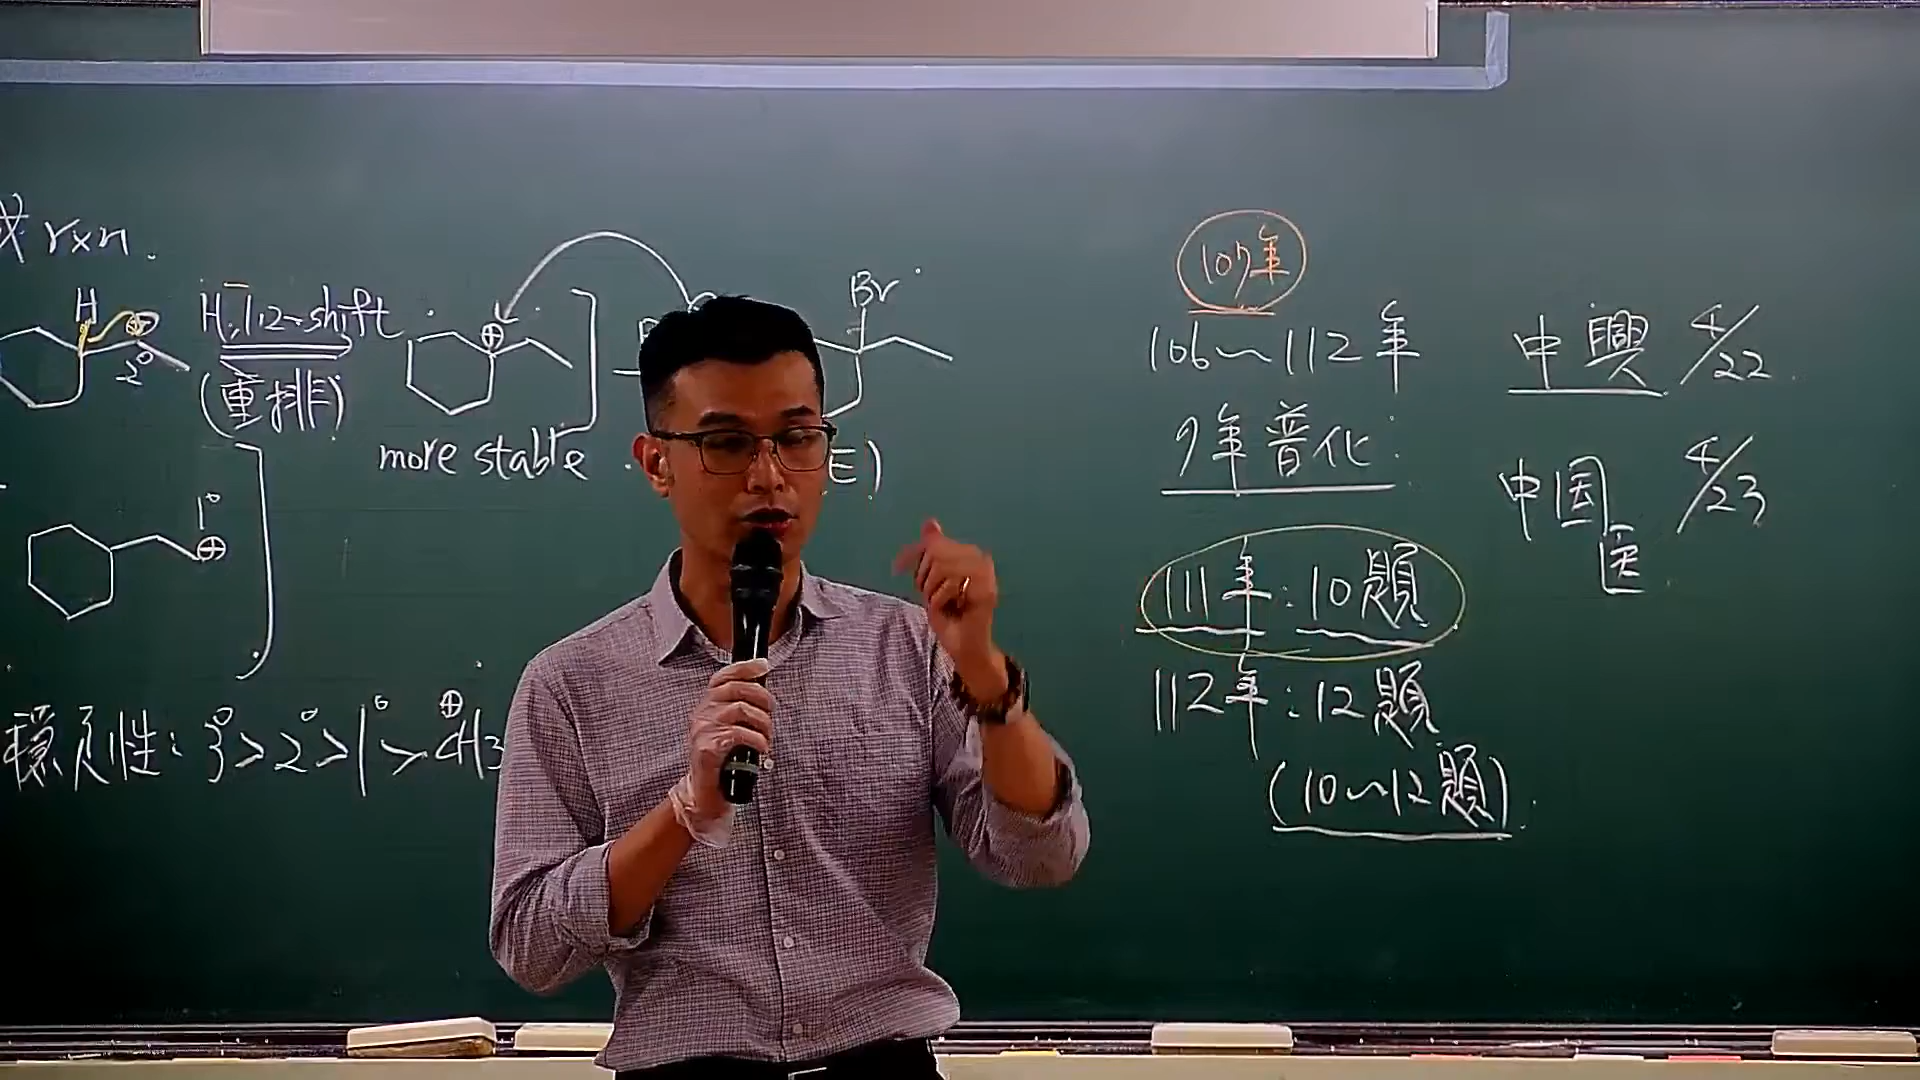 rxn.
H
⊕
2°
H⁻,1,2-shift
(重排)
⊕
more stable.
Br
E)
1°
⊕
穩定性: 3°>2°>1°>⊕CH3
107年
106~112年
9年普化:
111年:10題
112年:12題
(10~12題).
中興 4/22
中国医 4/23